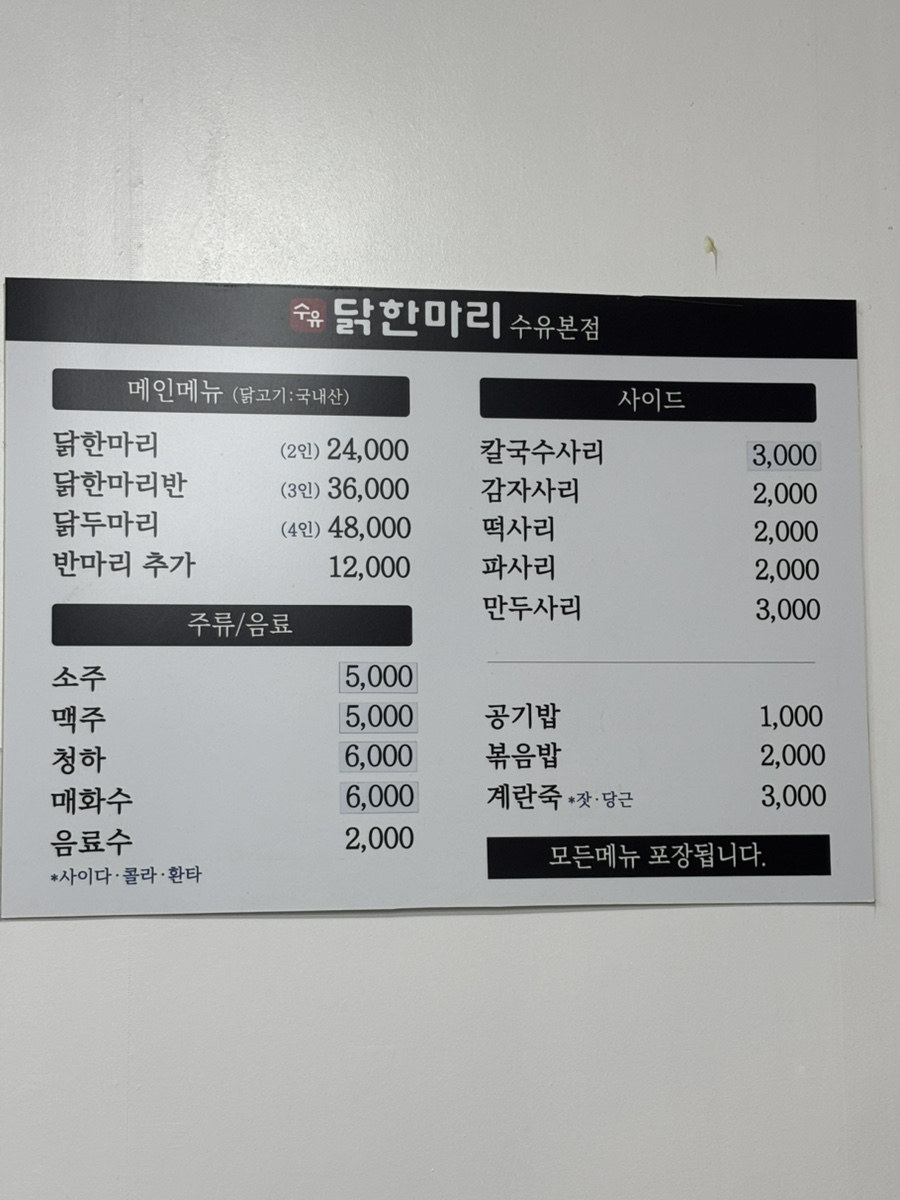 수유 닭한마리 수유본점
메인메뉴 (닭고기:국내산)
닭한마리 (2인) 24,000
닭한마리반 (3인) 36,000
닭두마리 (4인) 48,000
반마리 추가 12,000
주류/음료
소주 5,000
맥주 5,000
청하 6,000
매화수 6,000
음료수 2,000
*사이다·콜라·환타
사이드
칼국수사리 3,000
감자사리 2,000
떡사리 2,000
파사리 2,000
만두사리 3,000
공기밥 1,000
볶음밥 2,000
계란죽 *잣·당근 3,000
모든메뉴 포장됩니다.